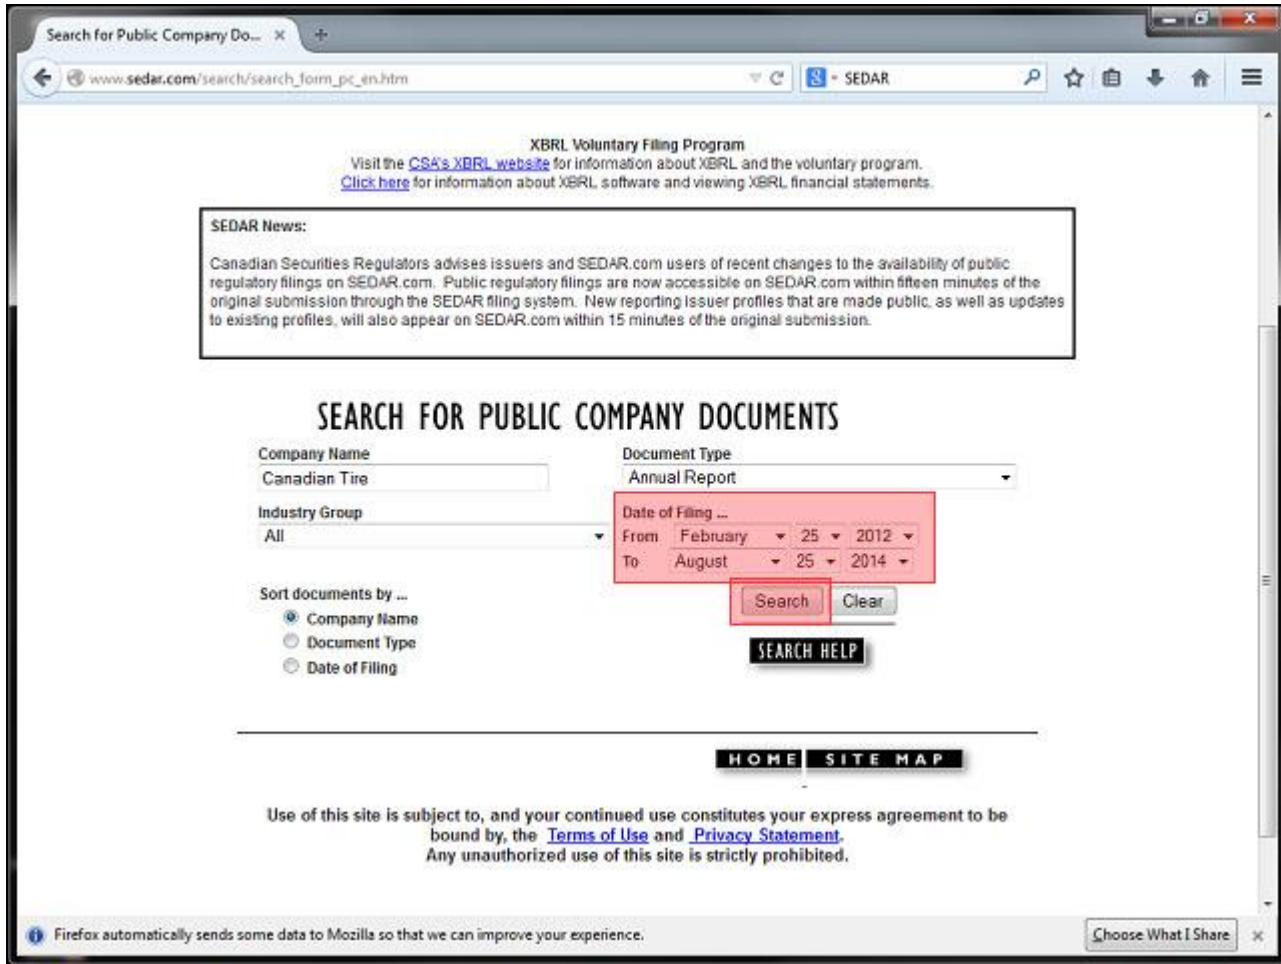 Search for Public Company Do...
www.sedar.com/search/search_form_pc_en.htm
SEDAR
XBRL Voluntary Filing Program
Visit the CSA's XBRL website for information about XBRL and the voluntary program.
Click here for information about XBRL software and viewing XBRL financial statements.
SEDAR News:
Canadian Securities Regulators advises issuers and SEDAR.com users of recent changes to the availability of public
regulatory filings on SEDAR.com. Public regulatory filings are now accessible on SEDAR.com within fifteen minutes of the
original submission through the SEDAR filing system. New reporting issuer profiles that are made public, as well as updates
to existing profiles, will also appear on SEDAR.com within 15 minutes of the original submission.
SEARCH FOR PUBLIC COMPANY DOCUMENTS
Company Name
Canadian Tire
Document Type
Annual Report
Industry Group
All
Date of Filing ...
From February 25 2012
To August 25 2014
Sort documents by ...
Company Name
Document Type
Date of Filing
Search Clear
SEARCH HELP
HOME SITE MAP
Use of this site is subject to, and your continued use constitutes your express agreement to be
bound by, the Terms of Use and Privacy Statement.
Any unauthorized use of this site is strictly prohibited.
Firefox automatically sends some data to Mozilla so that we can improve your experience.
Choose What I Share